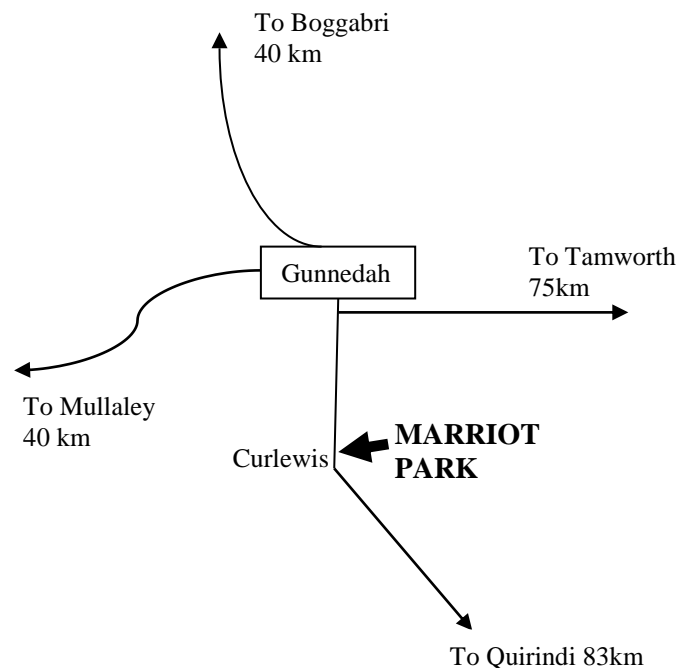 To Boggabri
40 km
Gunnedah
To Tamworth
75km
To Mullaley
40 km
MARRIOT
PARK
Curlewis
To Quirindi 83km